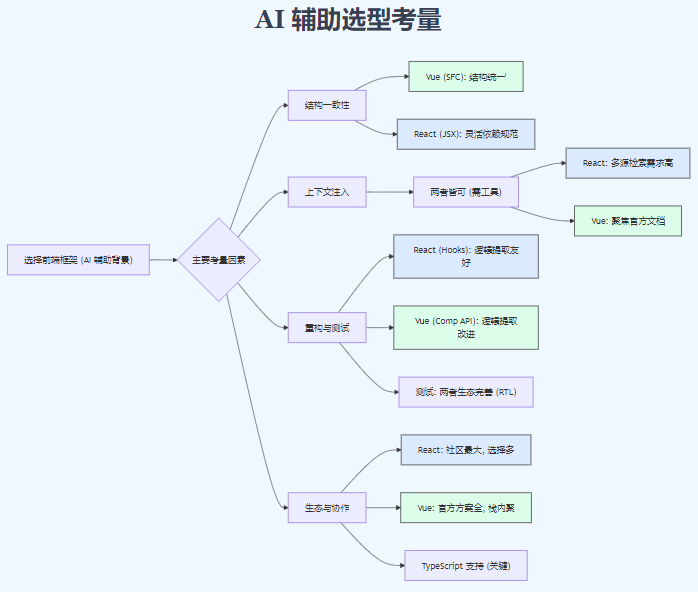 AI 辅助选型考量
选择前端框架 (AI 辅助背景)
主要考量因素
结构一致性
Vue (SFC): 结构统一
React (JSX): 灵活依赖规范
上下文注入
两者皆可 (需工具)
React: 多源检索需求高
Vue: 聚焦官方文档
重构与测试
React (Hooks): 逻辑提取友
好
Vue (Comp API): 逻辑提取
改进
测试: 两者生态完善 (RTL)
生态与协作
React: 社区最大, 选择多
Vue: 官方方案全, 栈内聚
TypeScript 支持 (关键)